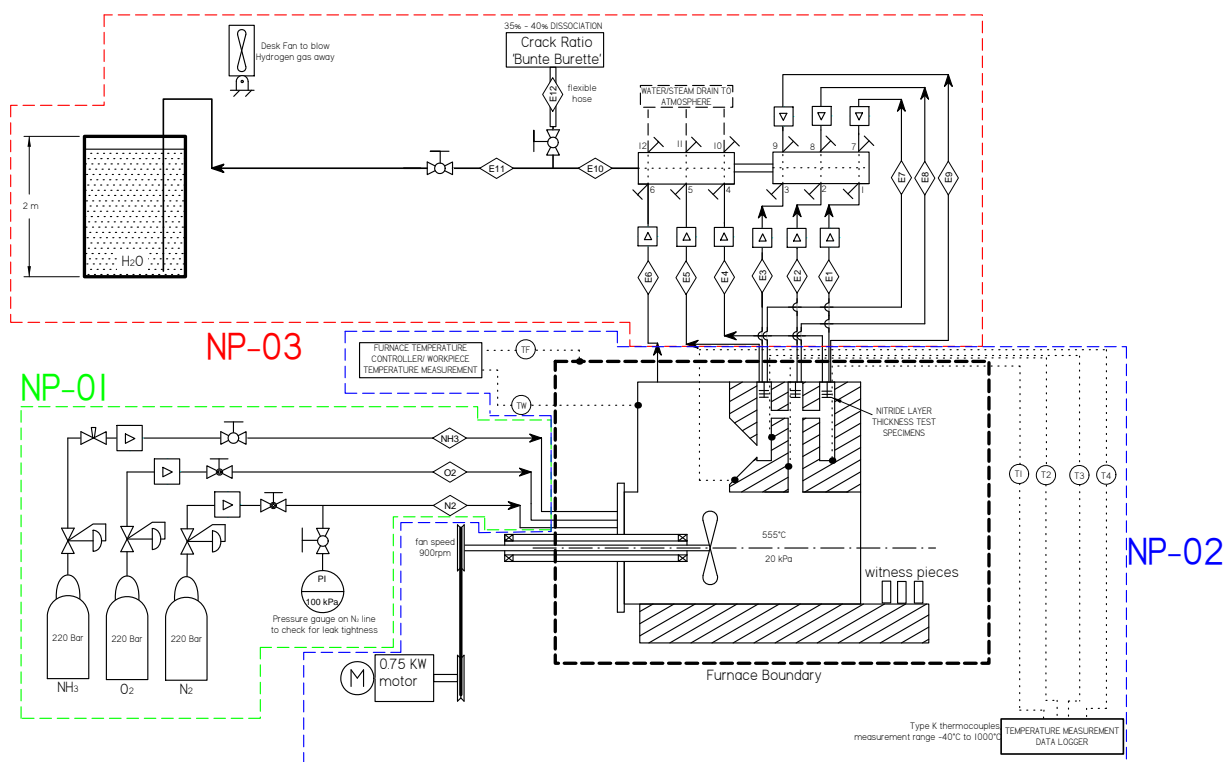 35% - 40% DISSOCIATION
Crack Ratio
'Bunte Burette'
Desk Fan to blow
Hydrogen gas away
flexible
hose
E12
WATER/STEAM DRAIN TO
ATMOSPHERE
12
11
10
9
8
7
E11
E10
6
5
4
3
2
1
E7
E8
E9
2 m
H2O
E6
E5
E4
E3
E2
E1
NP-03
FURNACE TEMPERATURE
CONTROLLER/ WORKPIECE
TEMPERATURE MEASUREMENT
TF
TW
NP-01
NITRIDE LAYER
THICKNESS TEST
SPECIMENS
NH3
O2
N2
T1
T2
T3
T4
fan speed
900rpm
555°C
20 kPa
NP-02
witness pieces
PI
100 kPa
Pressure gauge on N2 line
to check for leak tightness
220 Bar
220 Bar
220 Bar
NH3
O2
N2
M
0.75 KW
motor
Furnace Boundary
Type K thermocouples
measurement range -40°C to 1000°C
TEMPERATURE MEASUREMENT
DATA LOGGER